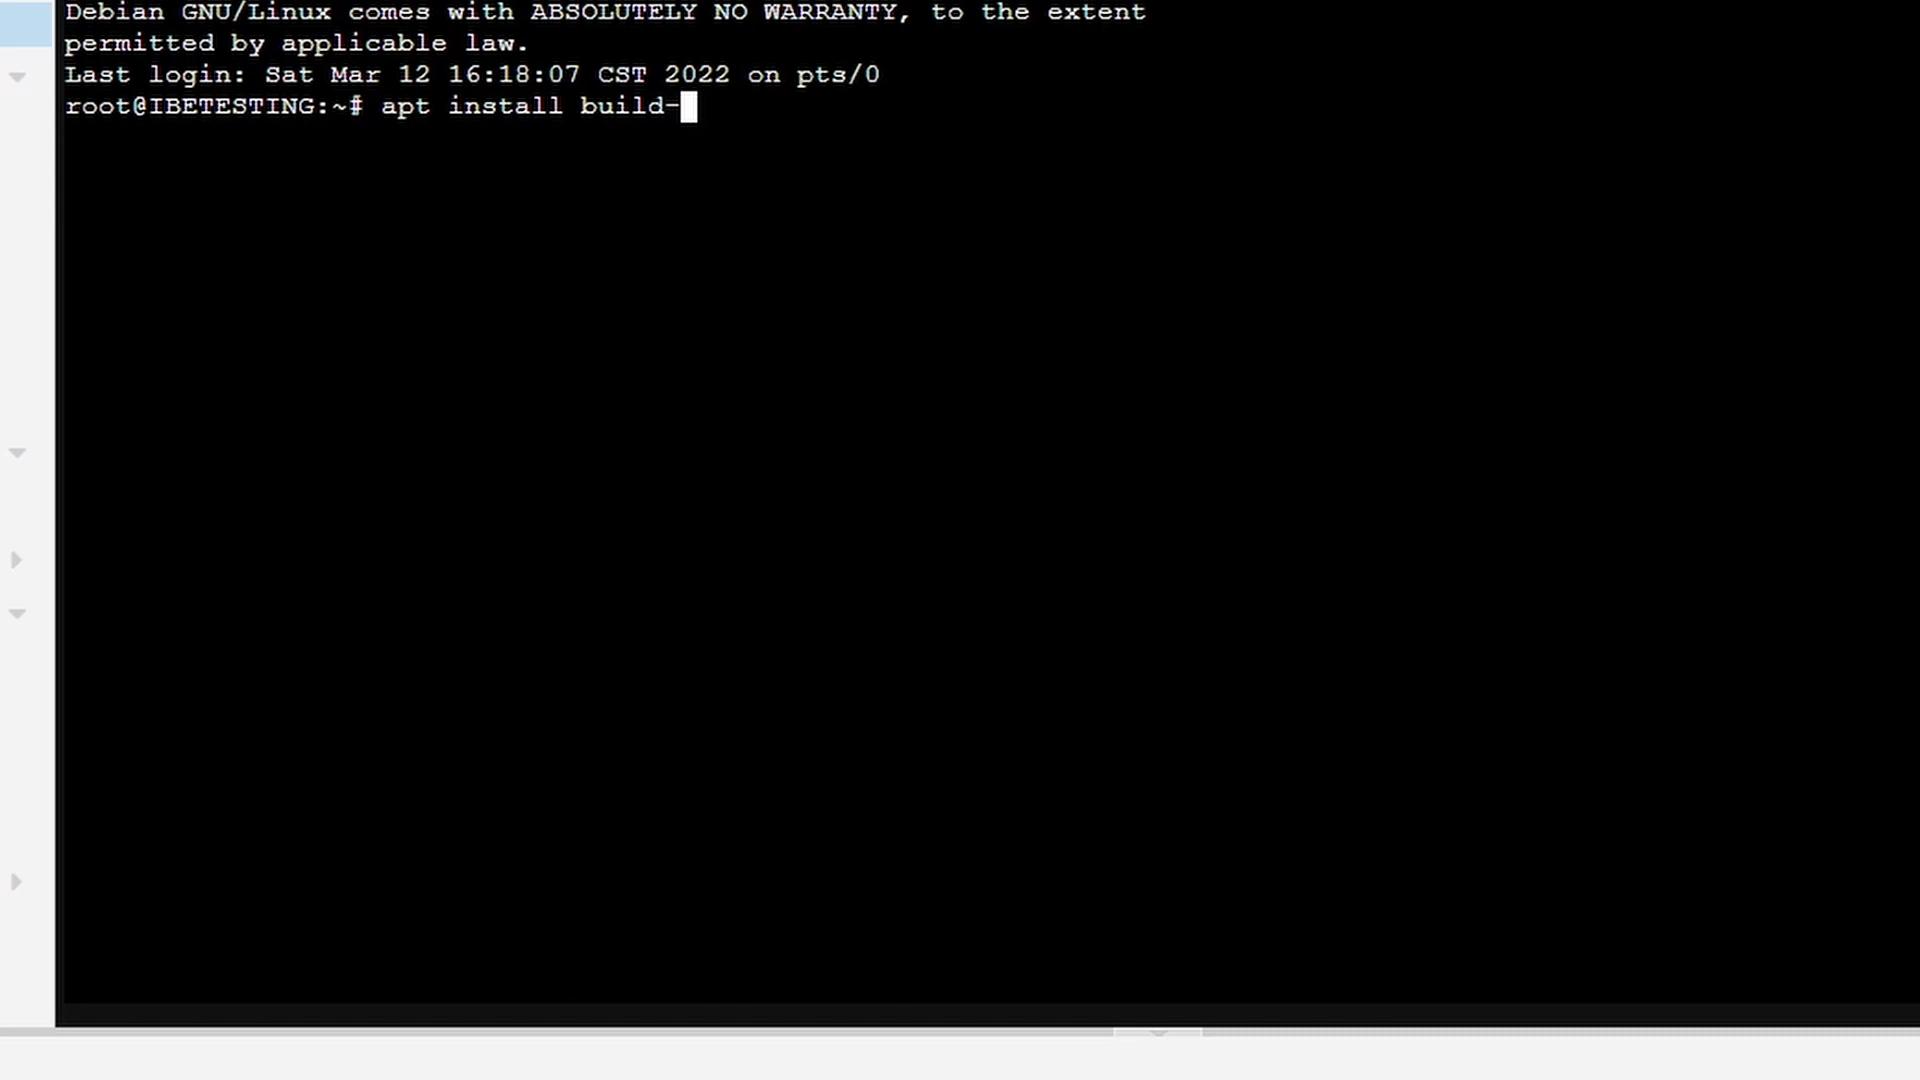 Debian GNU/Linux comes with ABSOLUTELY NO WARRANTY, to the extent
permitted by applicable law.
Last login: Sat Mar 12 16:18:07 CST 2022 on pts/0
root@IBETESTING:~# apt install build-